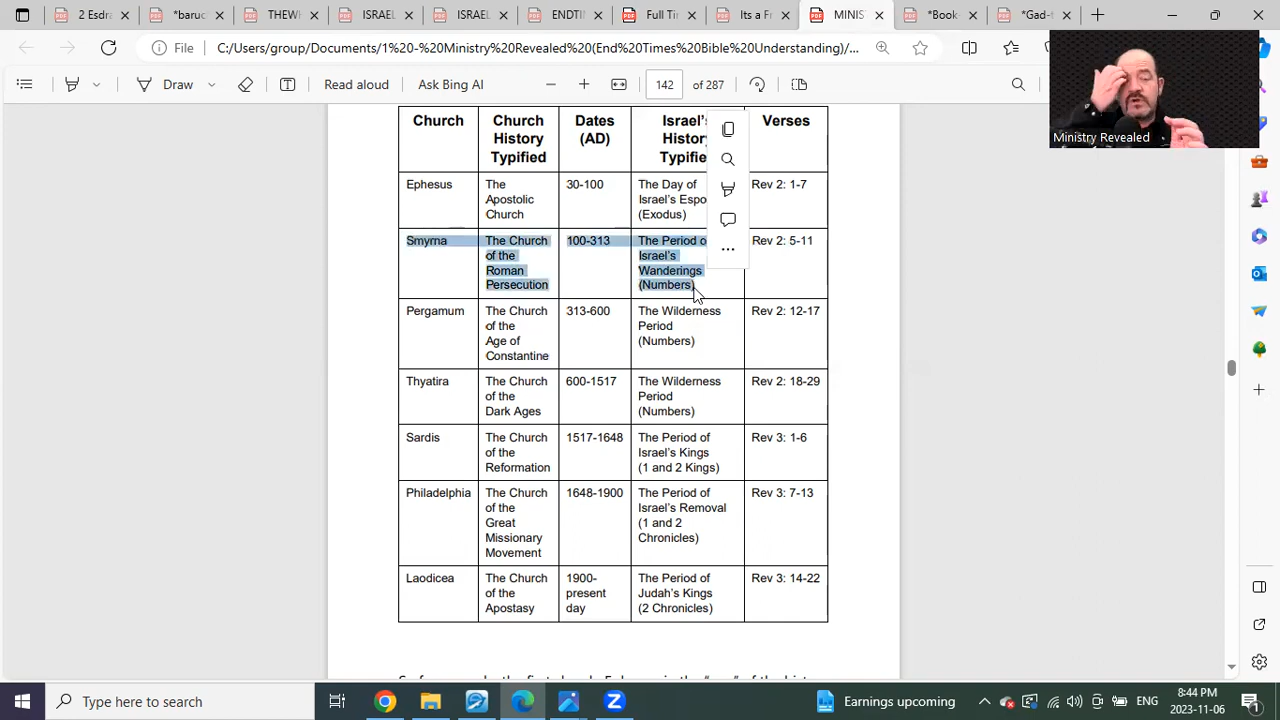 2 Esdra
*baruc
THEWH
ISRAEL
ISRAEL
ENDTIN
Full Tim
Its a Fr
MINIS
*Book-
*Gad-t
File
C:/Users/group/Documents/1%20-%20Ministry%20Revealed%20(End%20Times%20Bible%20Understanding)/...
Draw
Read aloud
Ask Bing AI
142
of 287
Ministry Revealed
Church
Church
History
Typified
Dates
(AD)
Israel's
History
Typifie
Verses
Ephesus
The
Apostolic
Church
30-100
The Day of
Israel's Espo
(Exodus)
Rev 2: 1-7
Smyrna
The Church
of the
Roman
Persecution
100-313
The Period o
Israel's
Wanderings
(Numbers)
Rev 2: 5-11
Pergamum
The Church
of the
Age of
Constantine
313-600
The Wilderness
Period
(Numbers)
Rev 2: 12-17
Thyatira
The Church
of the
Dark Ages
600-1517
The Wilderness
Period
(Numbers)
Rev 2: 18-29
Sardis
The Church
of the
Reformation
1517-1648
The Period of
Israel's Kings
(1 and 2 Kings)
Rev 3: 1-6
Philadelphia
The Church
of the
Great
Missionary
Movement
1648-1900
The Period of
Israel's Removal
(1 and 2
Chronicles)
Rev 3: 7-13
Laodicea
The Church
of the
Apostasy
1900-
present
day
The Period of
Judah's Kings
(2 Chronicles)
Rev 3: 14-22
Type here to search
Earnings upcoming
ENG
8:44 PM
2023-11-06
1